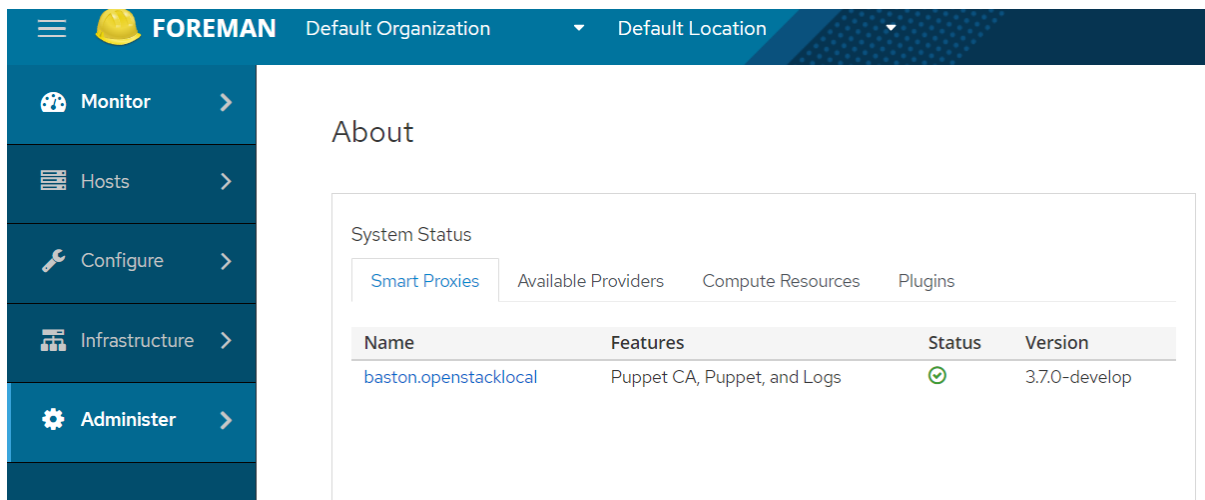 FOREMAN Default Organization Default Location
Monitor
Hosts
Configure
Infrastructure
Administer
About
System Status
Smart Proxies Available Providers Compute Resources Plugins
Name Features Status Version
baston.openstacklocal Puppet CA, Puppet, and Logs 3.7.0-develop